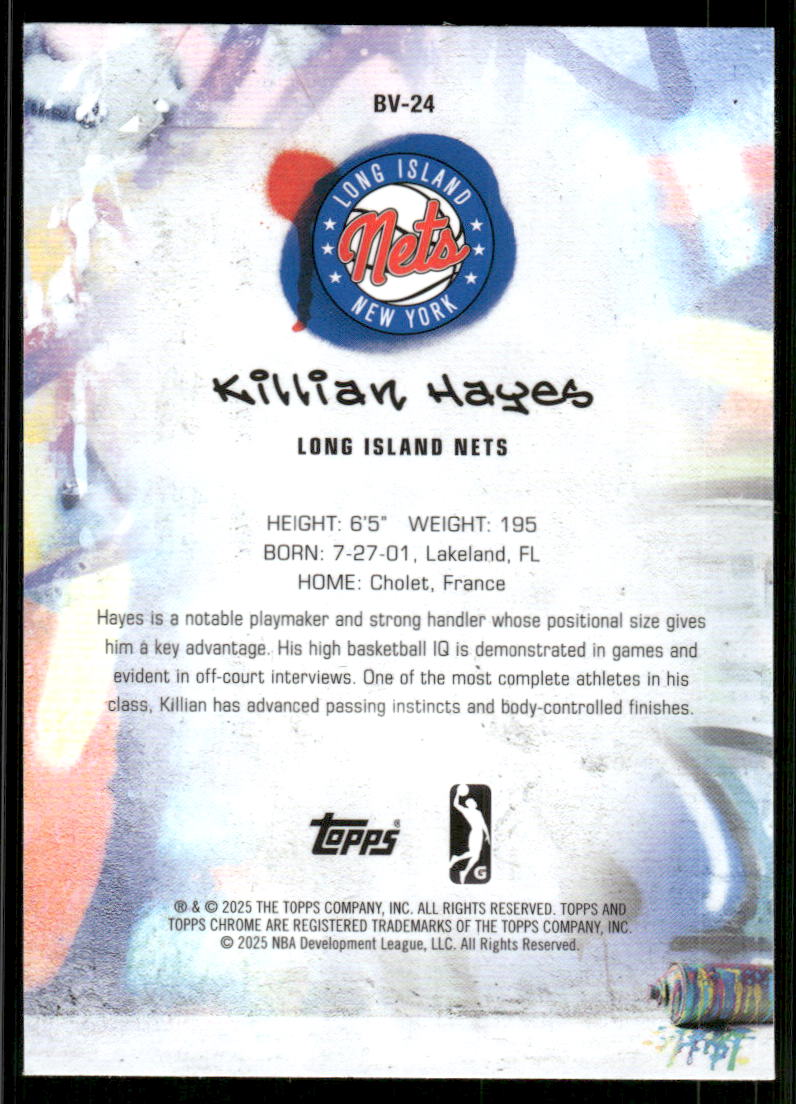 BV-24
LONG ISLAND
Nets
NEW YORK
Killian Hayes
LONG ISLAND NETS
HEIGHT: 6'5" WEIGHT: 195
BORN: 7-27-01, Lakeland, FL
HOME: Cholet, France
Hayes is a notable playmaker and strong handler whose positional size gives
him a key advantage. His high basketball IQ is demonstrated in games and
evident in off-court interviews. One of the most complete athletes in his
class, Killian has advanced passing instincts and body-controlled finishes.
Topps®
G
® & © 2025 THE TOPPS COMPANY, INC. ALL RIGHTS RESERVED. TOPPS AND
TOPPS CHROME ARE REGISTERED TRADEMARKS OF THE TOPPS COMPANY, INC.
© 2025 NBA Development League, LLC. All Rights Reserved.